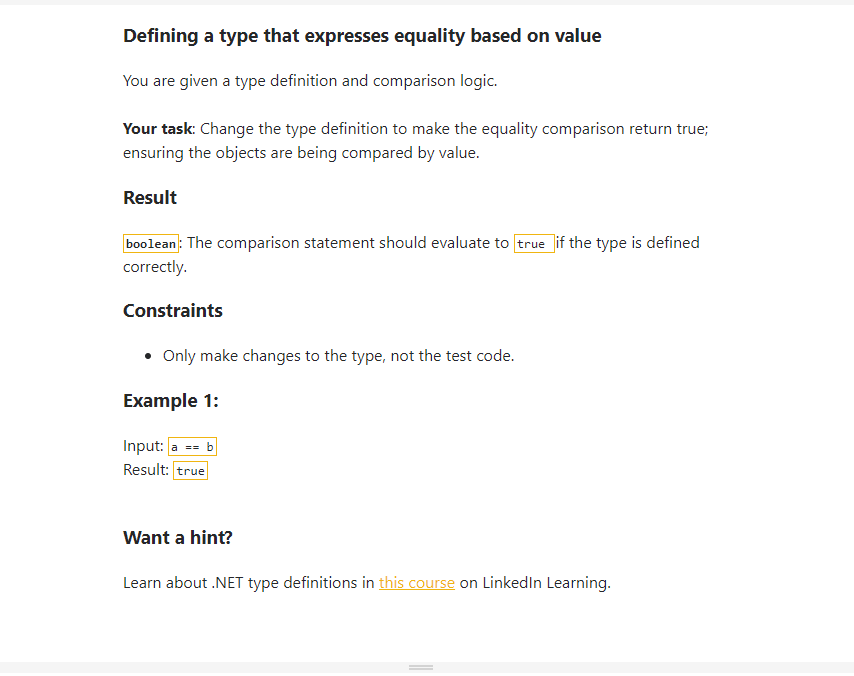 Defining a type that expresses equality based on value
You are given a type definition and comparison logic.
Your task: Change the type definition to make the equality comparison return true;
ensuring the objects are being compared by value.
Result
boolean: The comparison statement should evaluate to true if the type is defined
correctly.
Constraints
• Only make changes to the type, not the test code.
Example 1:
Input: a == b
Result: true
Want a hint?
Learn about .NET type definitions in this course on LinkedIn Learning.